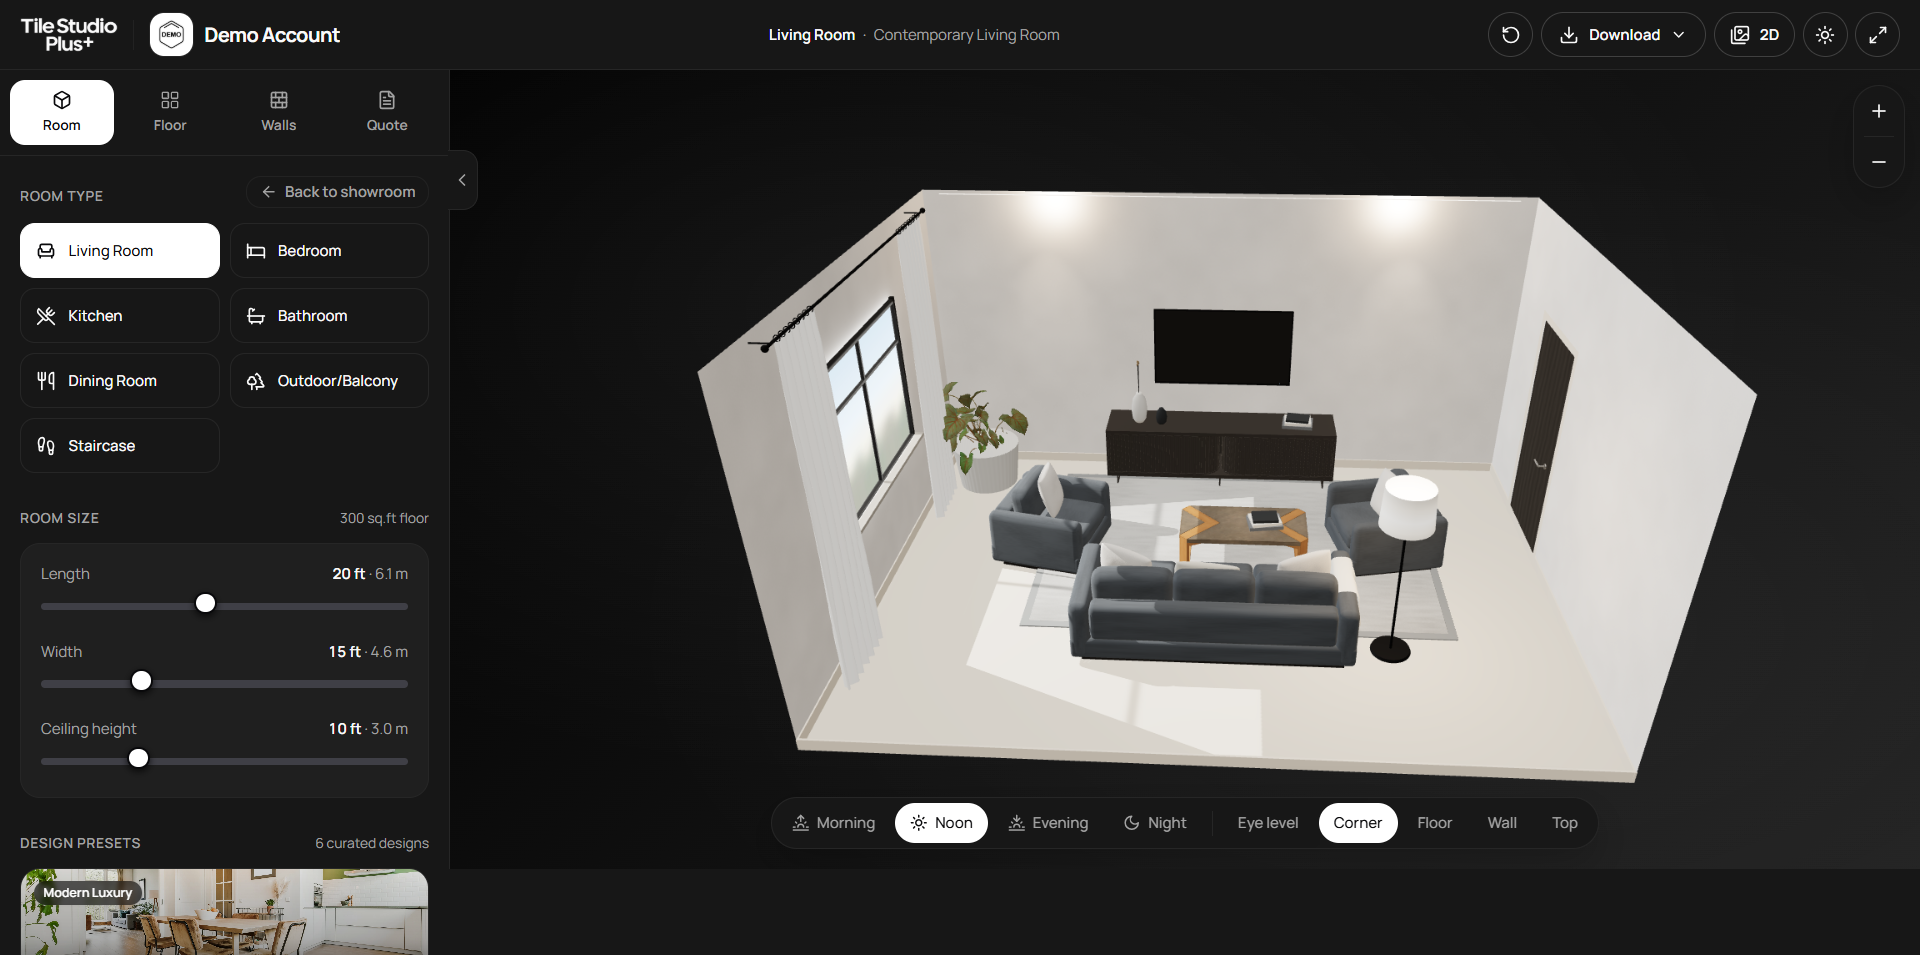 Tile Studio
Plus+
DEMO
Demo Account
Living Room · Contemporary Living Room
Download
2D
Room
Floor
Walls
Quote
ROOM TYPE
Back to showroom
Living Room
Bedroom
Kitchen
Bathroom
Dining Room
Outdoor/Balcony
Staircase
ROOM SIZE
300 sq.ft floor
Length
20 ft · 6.1 m
Width
15 ft · 4.6 m
Ceiling height
10 ft · 3.0 m
DESIGN PRESETS
6 curated designs
Modern Luxury
Morning
Noon
Evening
Night
Eye level
Corner
Floor
Wall
Top